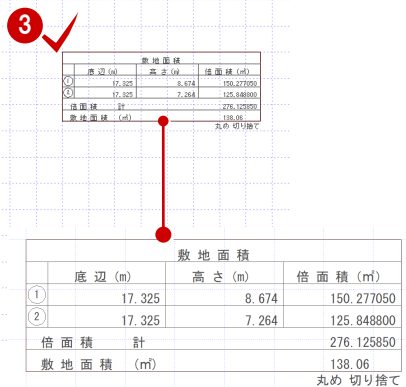 3
敷地面積
底辺(m) 高さ(m) 倍面積(㎡)
① 17.325 8.674 150.277050
② 17.325 7.264 125.848800
倍面積 計 276.125850
敷地面積 (㎡) 138.06
丸め 切り捨て
敷地面積
底辺(m) 高さ(m) 倍面積(㎡)
① 17.325 8.674 150.277050
② 17.325 7.264 125.848800
倍面積 計 276.125850
敷地面積 (㎡) 138.06
丸め 切り捨て